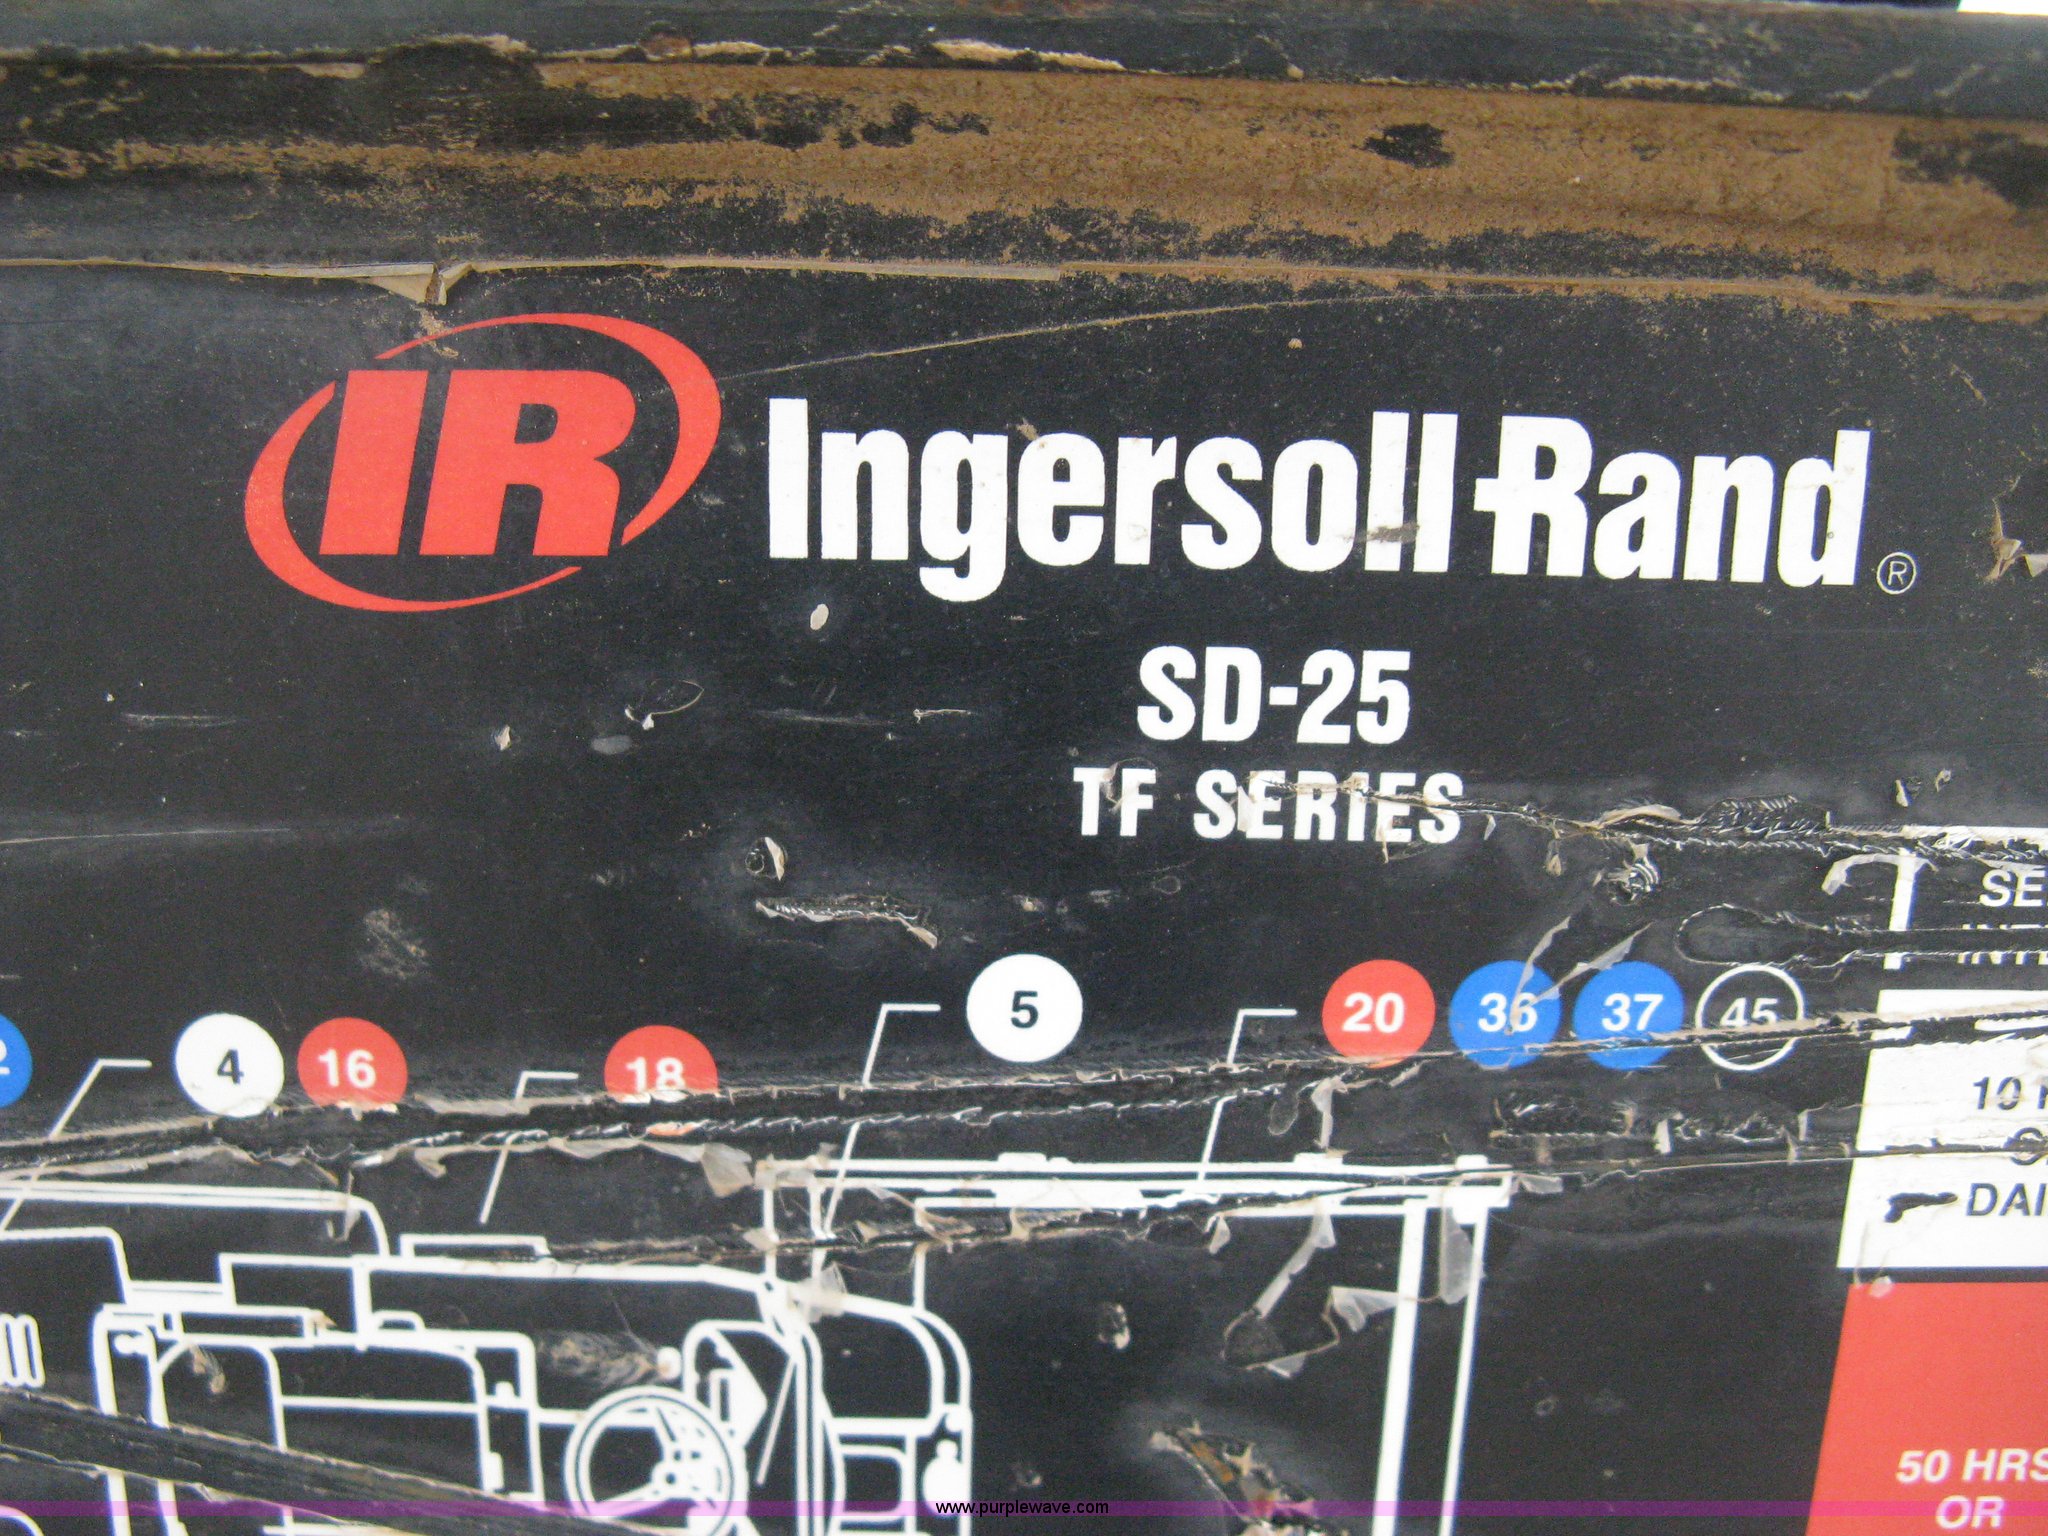 IR Ingersoll-Rand ®
SD-25
TF SERIES
4 16 18 5 20 36 37 45
10
DAI
50 HRS
OR
www.purplewave.com